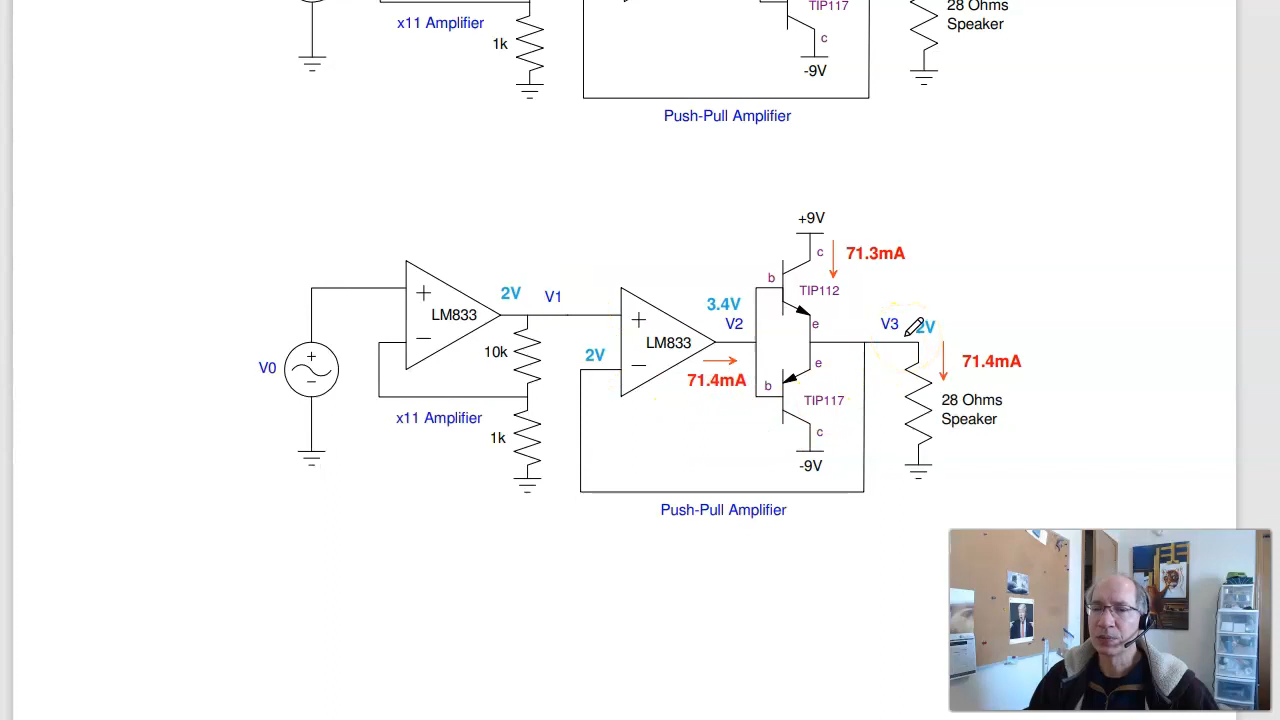 TIP117
28 Ohms
Speaker
x11 Amplifier
1k
c
-9V
Push-Pull Amplifier
+9V
c
71.3mA
b
TIP112
2V
V1
3.4V
V2
LM833
LM833
e
V3
2V
10k
2V
71.4mA
e
71.4mA
V0
b
TIP117
28 Ohms
Speaker
x11 Amplifier
1k
c
-9V
Push-Pull Amplifier